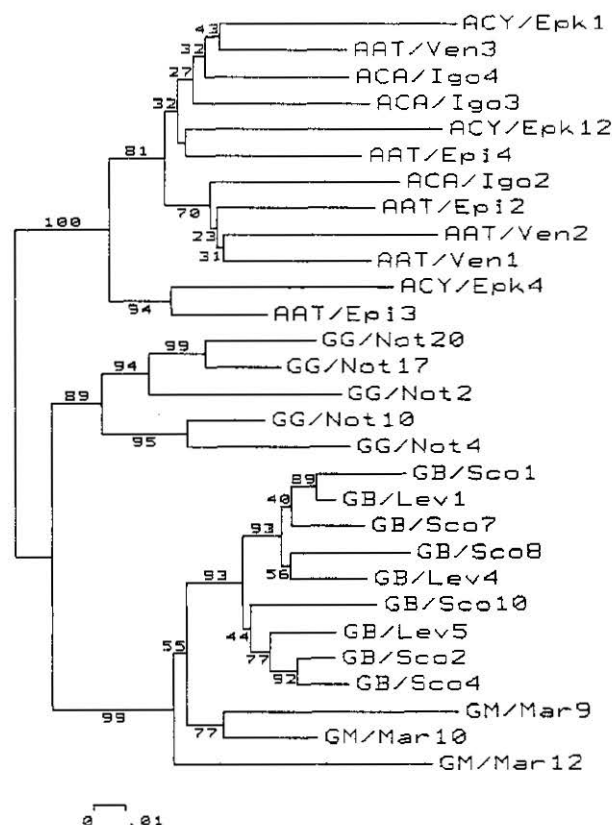 43 ACY/Epk1
32 AAT/Ven3
27 ACA/Igo4
ACA/Igo3
32 ACY/Epk12
81 AAT/Epi4
ACA/Igo2
70 AAT/Epi2
100 23 AAT/Ven2
31 AAT/Ven1
ACY/Epk4
94 AAT/Epi3
99 GG/Not20
94 GG/Not17
89 GG/Not2
GG/Not10
95 GG/Not4
89 GB/Sco1
40 GB/Lev1
93 GB/Sco7
GB/Sco8
93 56 GB/Lev4
GB/Sco10
44 GB/Lev5
55 77 GB/Sco2
92 GB/Sco4
99 GM/Mar9
77 GM/Mar10
GM/Mar12
0 .01